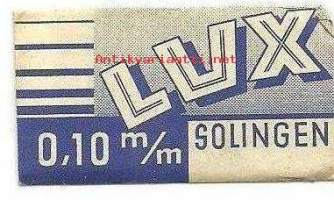 Antikvariaatti.net
LUX
0,10 m/m SOLINGEN